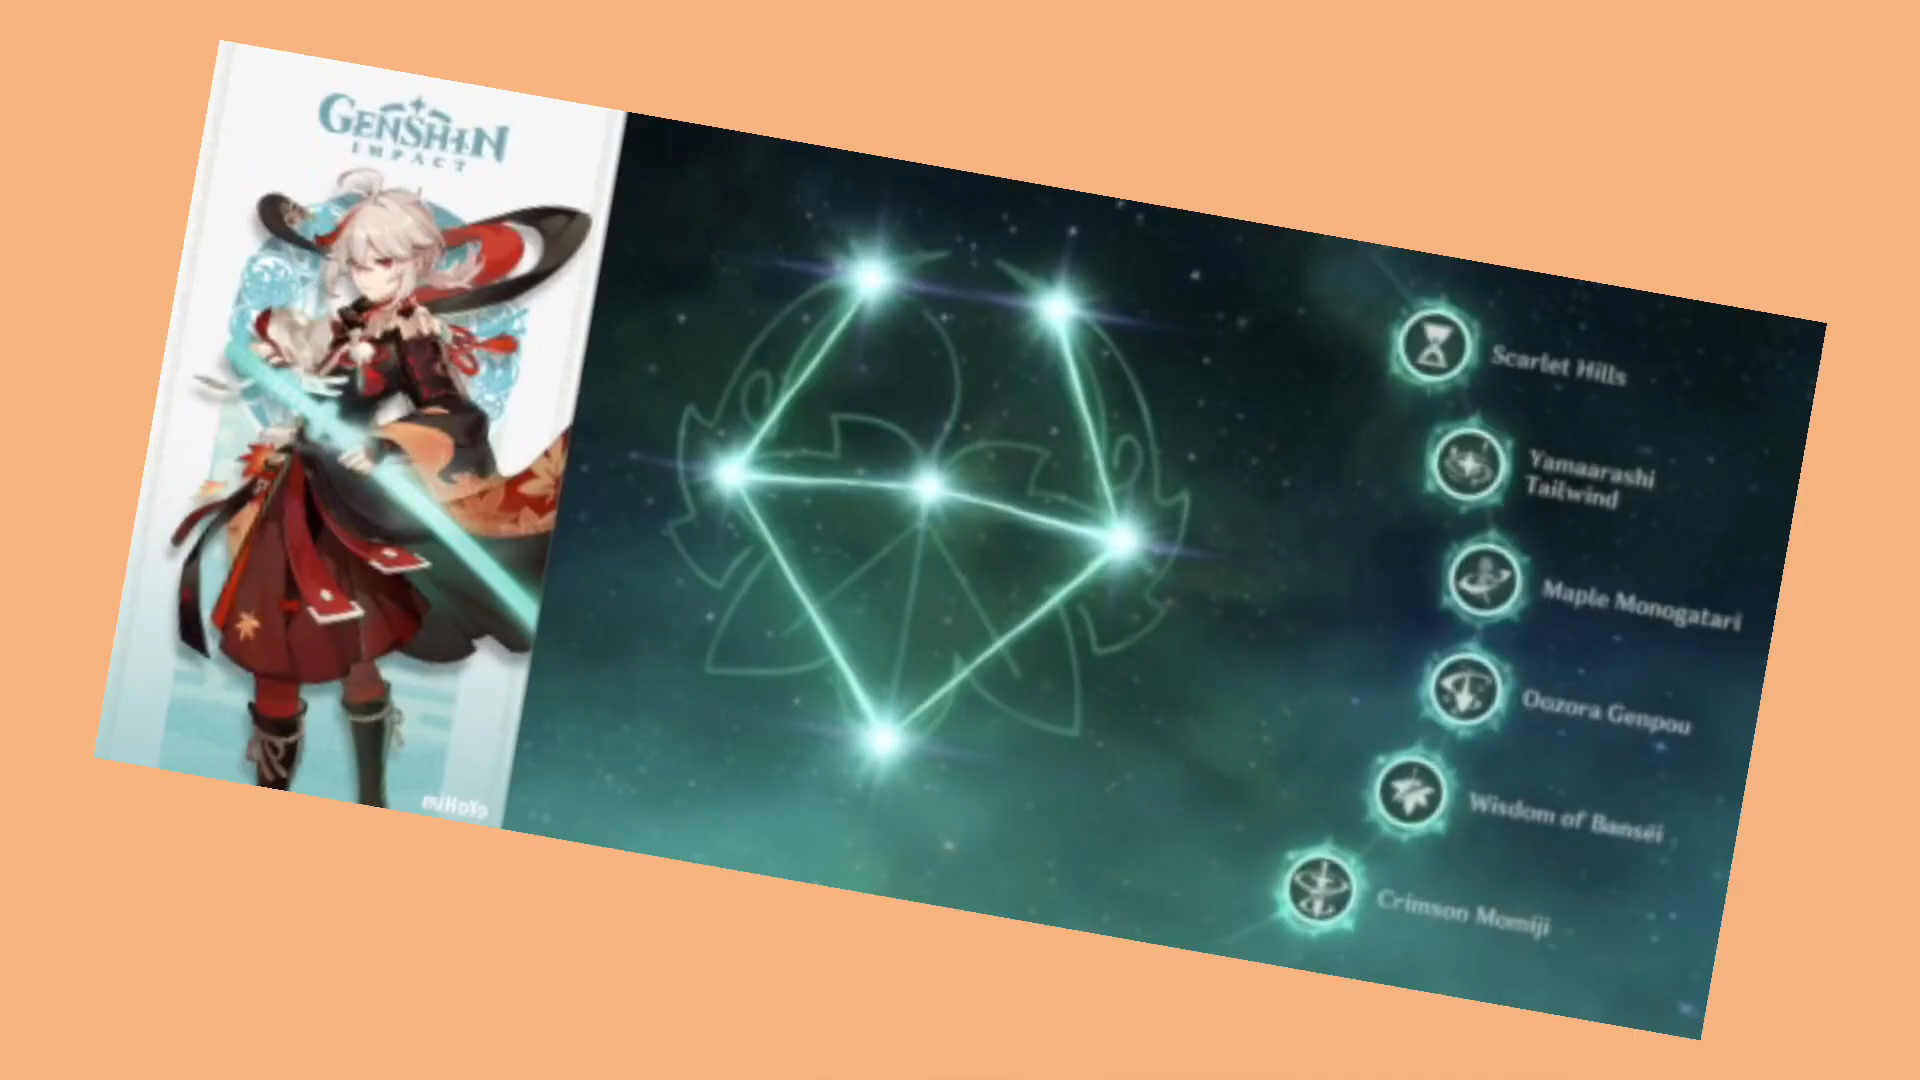 GENSHIN
IMPACT
miHoYo
Scarlet Hills
Yamaarashi
Tailwind
Maple Monogatari
Oozora Genpou
Wisdom of Bansei
Crimson Momiji